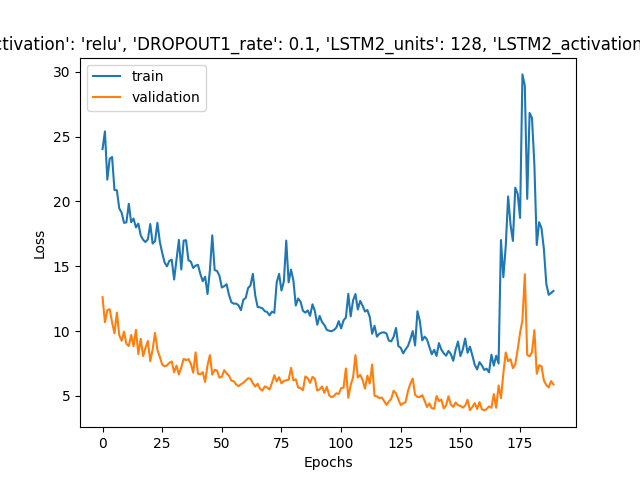 ctivation': 'relu', 'DROPOUT1_rate': 0.1, 'LSTM2_units': 128, 'LSTM2_activation
train
validation
30
25
20
15
10
5
Loss
0
25
50
75
100
125
150
175
Epochs